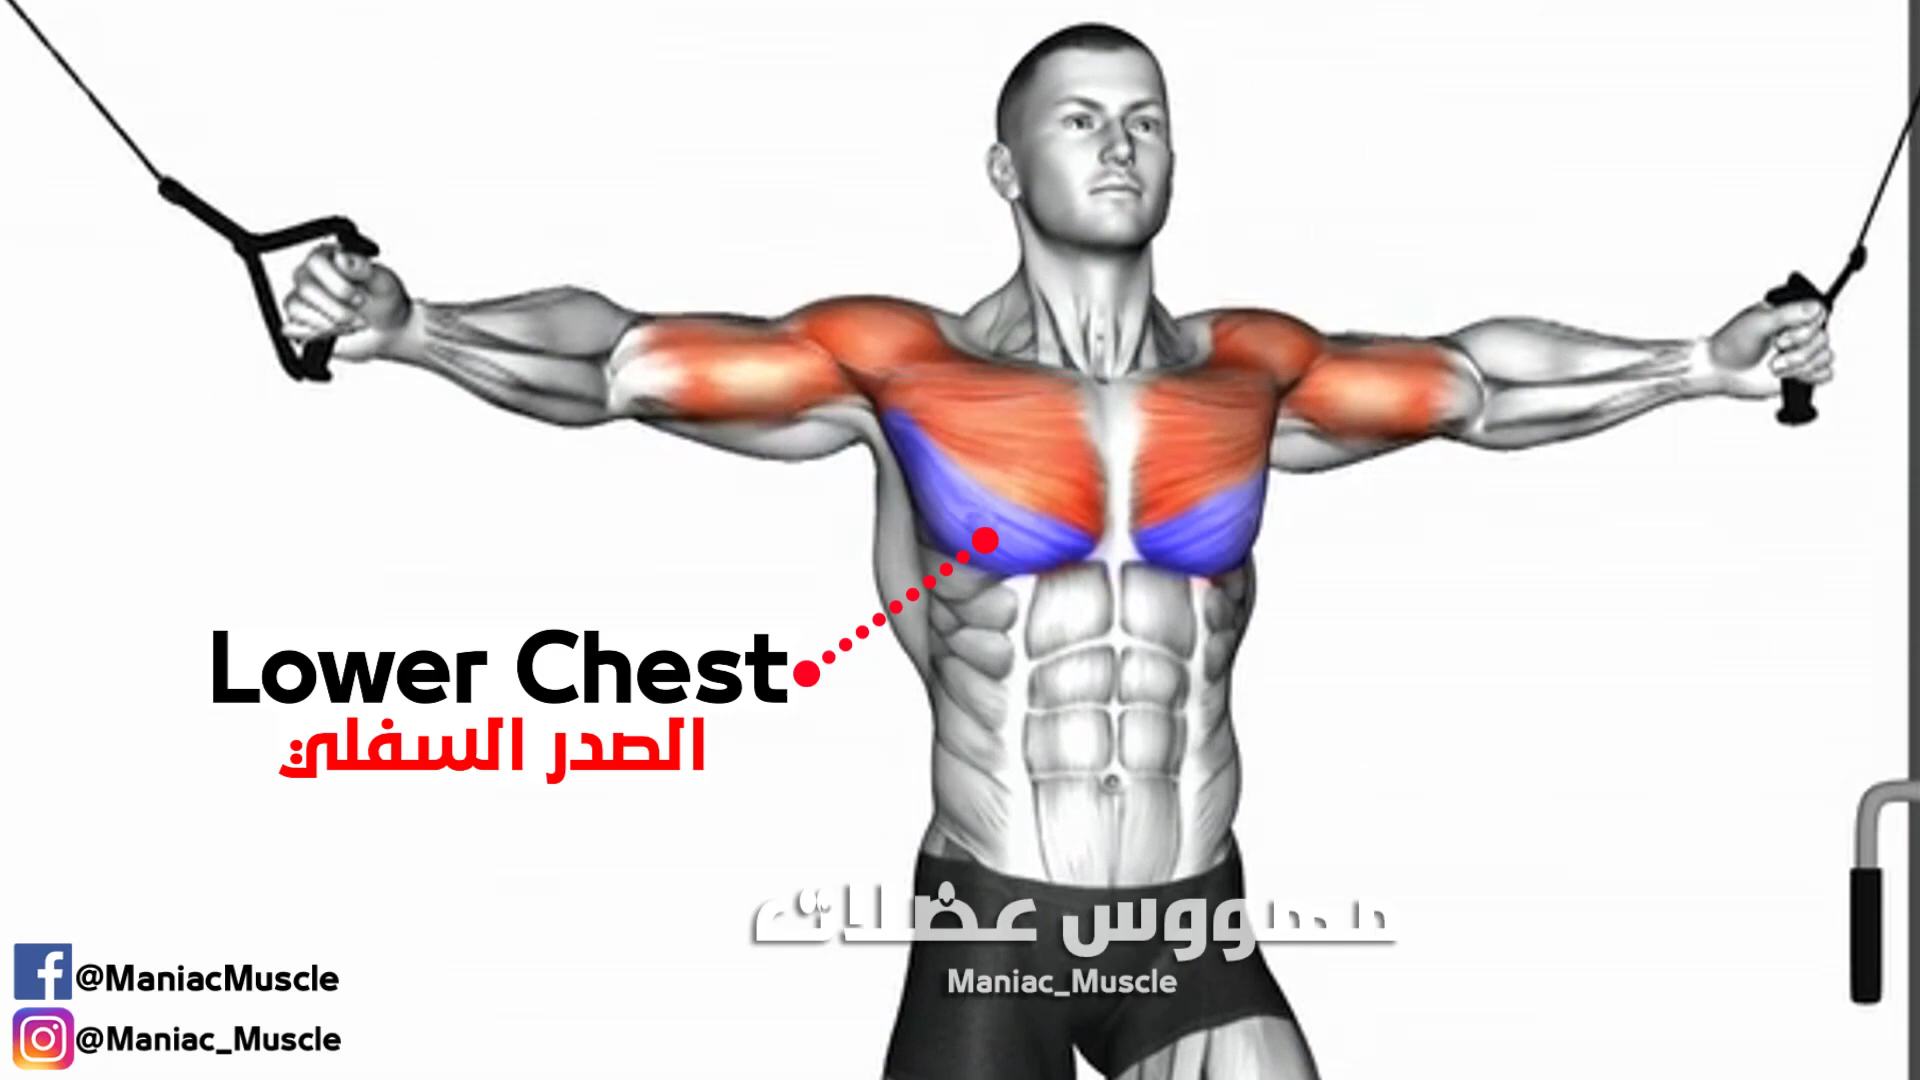 Lower Chest
الصدر السفلي
مهووس عضلات
Maniac_Muscle
@ManiacMuscle
@Maniac_Muscle